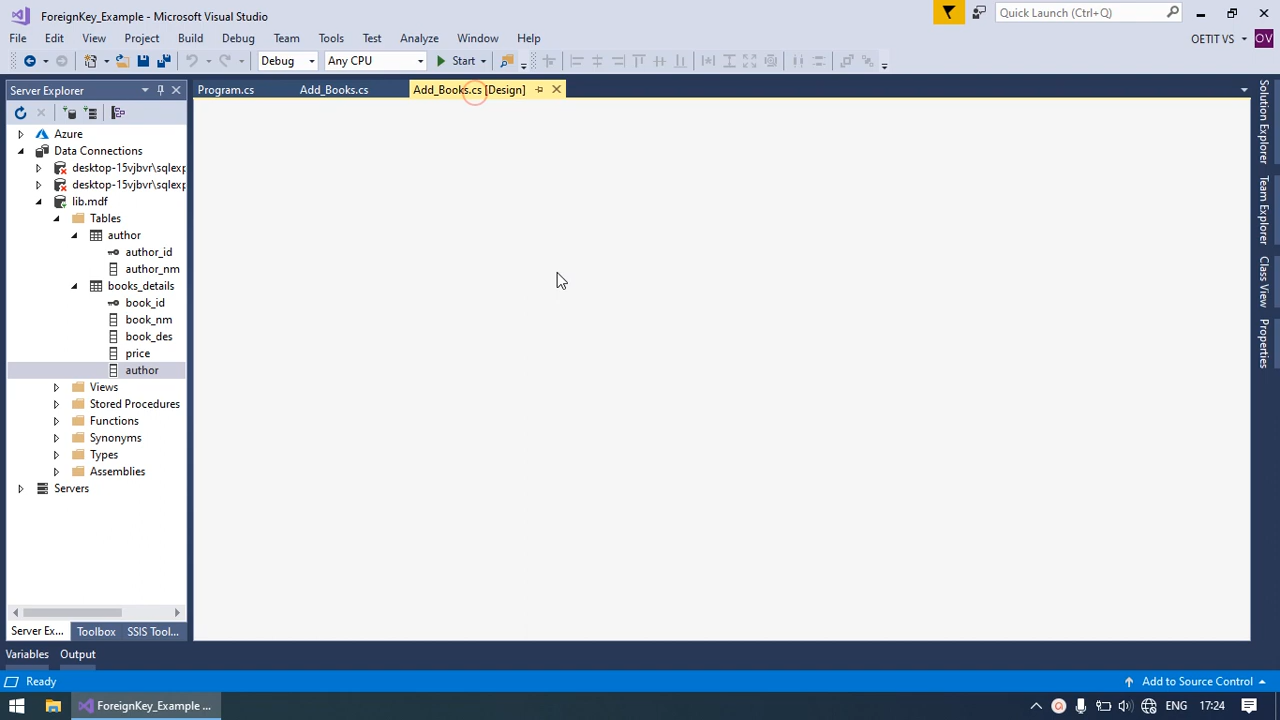 ForeignKey_Example - Microsoft Visual Studio
Quick Launch (Ctrl+Q)
File Edit View Project Build Debug Team Tools Test Analyze Window Help
OETIT VS OV
Debug Any CPU Start
Server Explorer
Program.cs Add_Books.cs Add_Books.cs [Design]
Azure
Data Connections
desktop-15vjbvr\sqlexp
desktop-15vjbvr\sqlexp
lib.mdf
Tables
author
author_id
author_nm
books_details
book_id
book_nm
book_des
price
author
Views
Stored Procedures
Functions
Synonyms
Types
Assemblies
Servers
Solution Explorer
Team Explorer
Class View
Properties
Server Ex... Toolbox SSIS Tool...
Variables Output
Ready
Add to Source Control
ForeignKey_Example ...
ENG 17:24